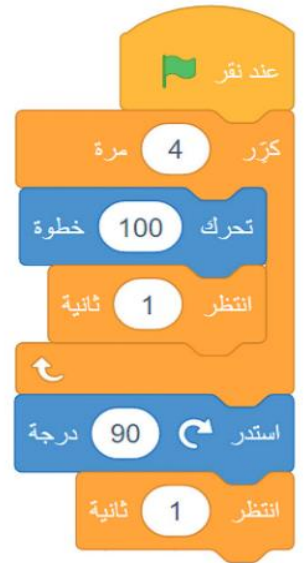 عند نقر
كرّر 4 مرة
تحرك 100 خطوة
انتظر 1 ثانية
استدر 90 درجة
انتظر 1 ثانية